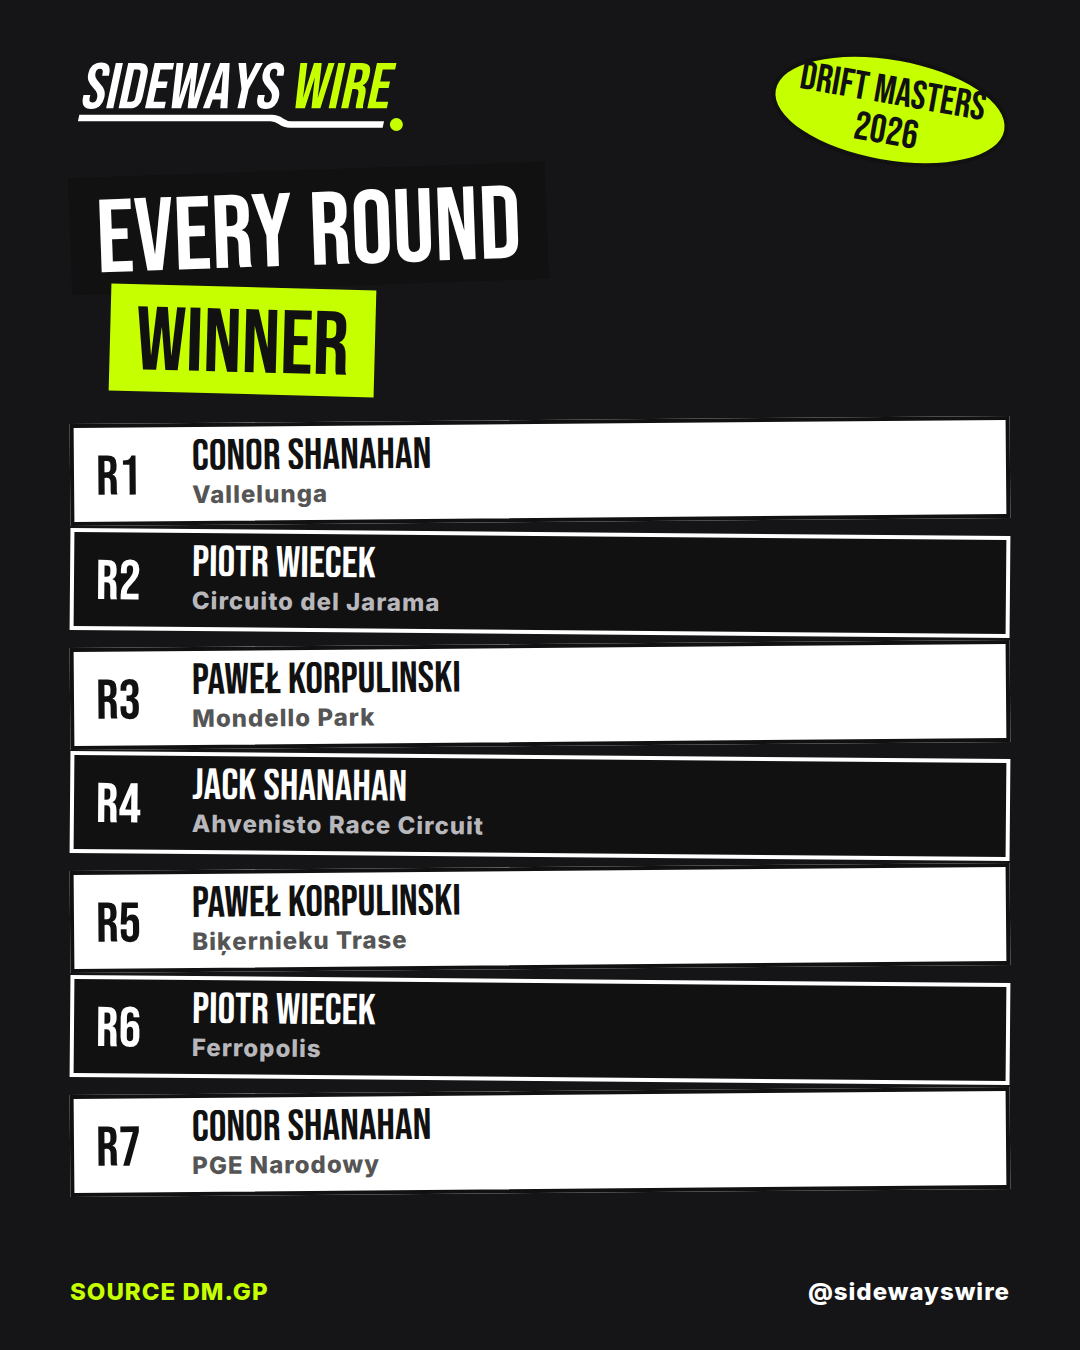 SIDEWAYS WIRE
DRIFT MASTERS
2026
EVERY ROUND
WINNER
R1
CONOR SHANAHAN
Vallelunga
R2
PIOTR WIECEK
Circuito del Jarama
R3
PAWEŁ KORPULINSKI
Mondello Park
R4
JACK SHANAHAN
Ahvenisto Race Circuit
R5
PAWEŁ KORPULINSKI
Biķernieku Trase
R6
PIOTR WIECEK
Ferropolis
R7
CONOR SHANAHAN
PGE Narodowy
SOURCE DM.GP
@sidewayswire